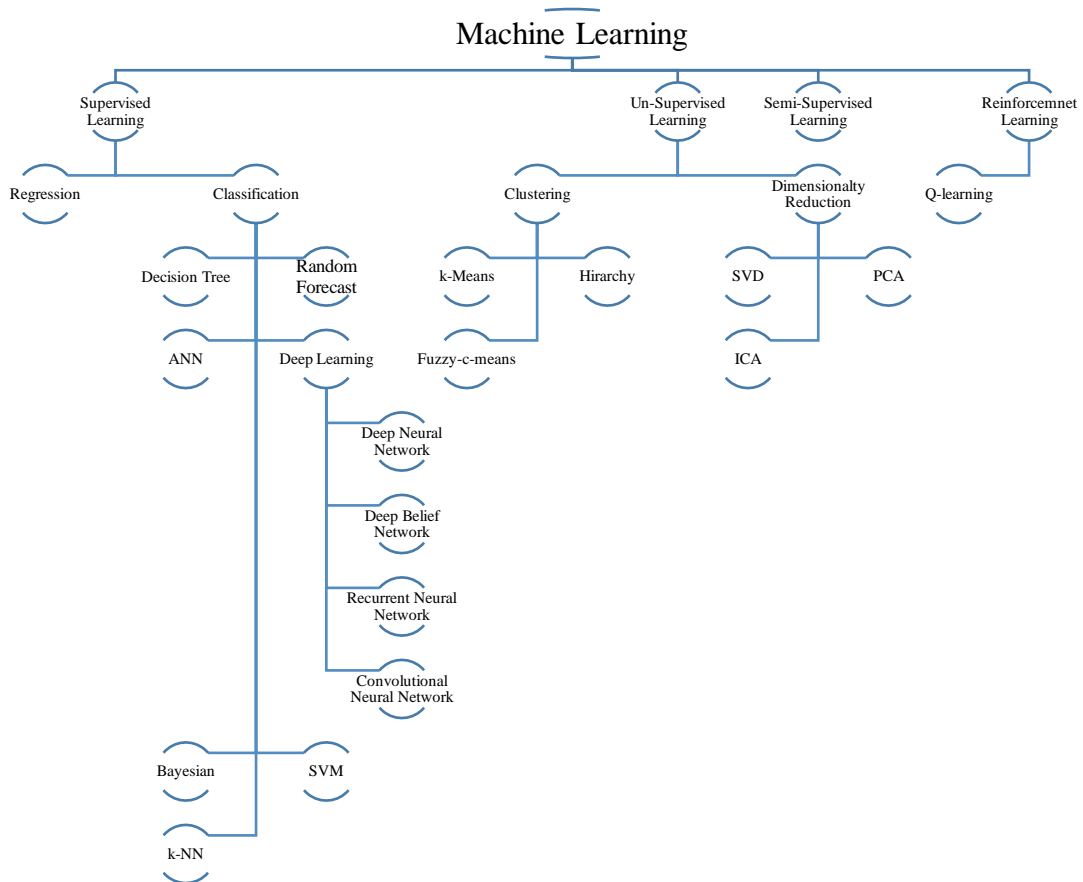 Machine Learning
Supervised
Learning
Un-Supervised
Learning
Semi-Supervised
Learning
Reinforcemnet
Learning
Regression
Classification
Clustering
Dimensionalty
Reduction
Q-learning
Decision Tree
Random
Forecast
k-Means
Hirarchy
SVD
PCA
ANN
Deep Learning
Fuzzy-c-means
ICA
Deep Neural
Network
Deep Belief
Network
Recurrent Neural
Network
Convolutional
Neural Network
Bayesian
SVM
k-NN